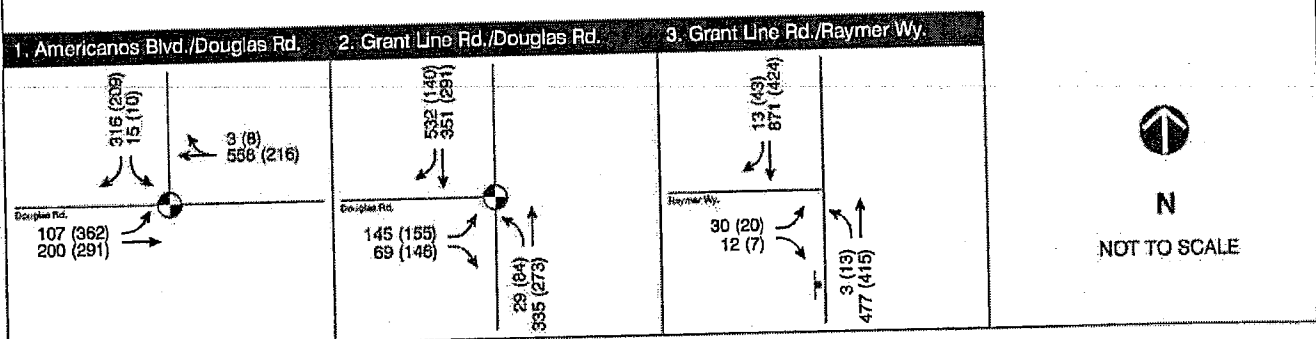 1. Americanos Blvd./Douglas Rd.
316 (209)
15 (10)
3 (8)
558 (216)
Douglas Rd.
107 (362)
200 (291)
2. Grant Line Rd./Douglas Rd.
532 (140)
351 (291)
Douglas Rd.
145 (155)
69 (146)
29 (84)
335 (273)
3. Grant Line Rd./Raymer Wy.
13 (43)
871 (424)
Raymer Wy.
30 (20)
12 (7)
3 (13)
477 (415)
N
NOT TO SCALE